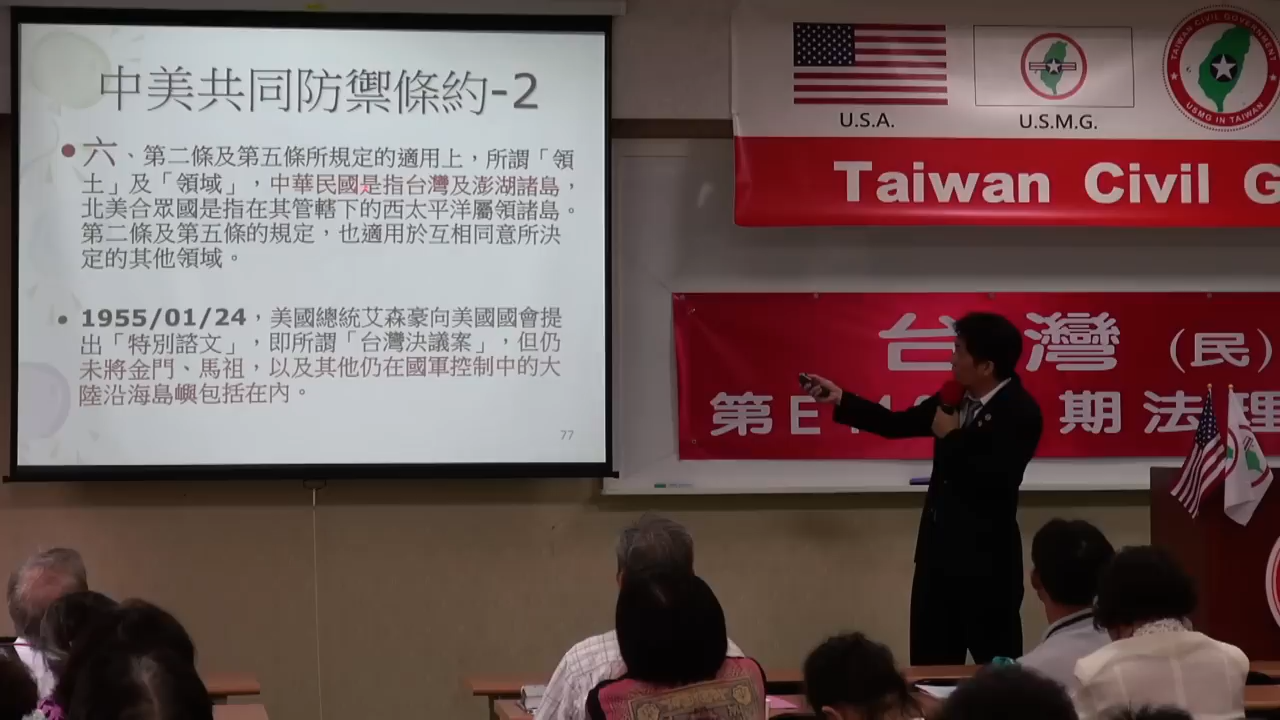 中美共同防禦條約-2
六、第二條及第五條所規定的適用上，所謂「領
土」及「領域」，中華民國是指台灣及澎湖諸島，
北美合眾國是指在其管轄下的西太平洋屬領諸島。
第二條及第五條的規定，也適用於互相同意所決
定的其他領域。
1955/01/24，美國總統艾森豪向美國國會提
出「特別諮文」，即所謂「台灣決議案」，但仍
未將金門、馬祖，以及其他仍在國軍控制中的大
陸沿海島嶼包括在內。
77
U.S.A.
U.S.M.G.
TAIWAN CIVIL GOVERNMENT
USMG IN TAIWAN
Taiwan Civil G
台灣（民）
第E 期法理